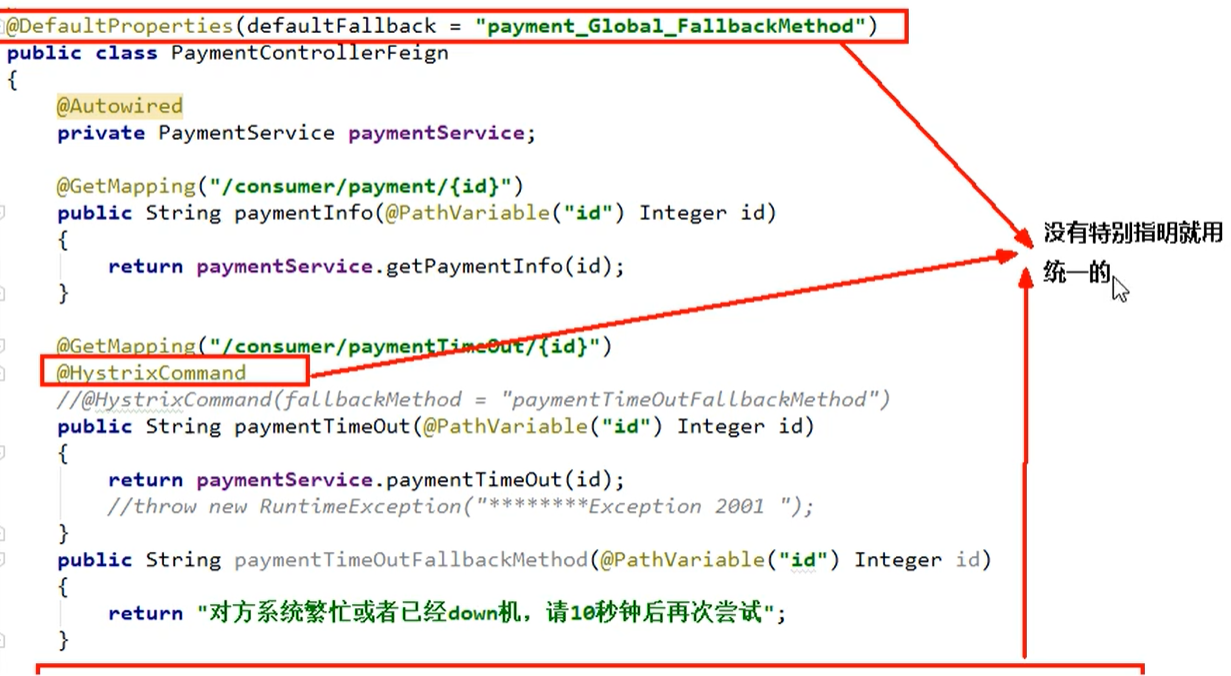 @DefaultProperties(defaultFallback = "payment_Global_FallbackMethod")
public class PaymentControllerFeign
{
@Autowired
private PaymentService paymentService;
@GetMapping("/consumer/payment/{id}")
public String paymentInfo(@PathVariable("id") Integer id)
{
return paymentService.getPaymentInfo(id);
}
@GetMapping("/consumer/paymentTimeOut/{id}")
@HystrixCommand
//@HystrixCommand(fallbackMethod = "paymentTimeOutFallbackMethod")
public String paymentTimeOut(@PathVariable("id") Integer id)
{
return paymentService.paymentTimeOut(id);
//throw new RuntimeException("********Exception 2001 ");
}
public String paymentTimeOutFallbackMethod(@PathVariable("id") Integer id)
{
return "对方系统繁忙或者已经down机，请10秒钟后再次尝试";
}
没有特别指明就用
统一的